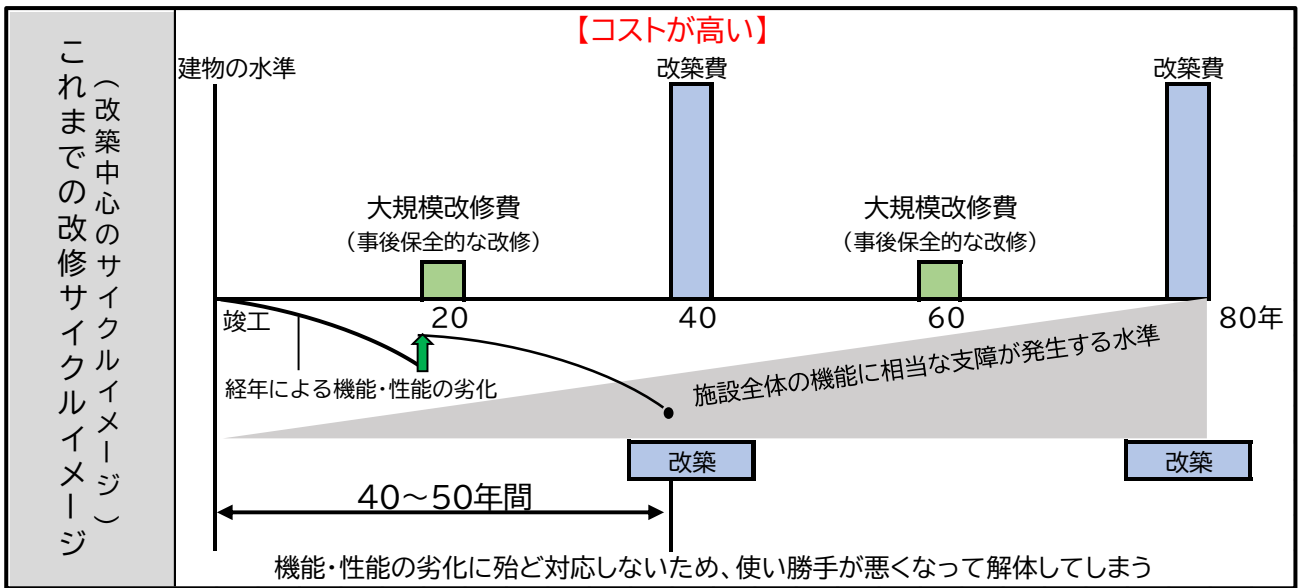 これまでの改修サイクルイメージ
（改築中心のサイクルイメージ）
【コストが高い】
建物の水準
改築費
改築費
大規模改修費
（事後保全的な改修）
大規模改修費
（事後保全的な改修）
竣工
20
40
60
80年
経年による機能・性能の劣化
施設全体の機能に相当な支障が発生する水準
改築
改築
40～50年間
機能・性能の劣化に殆ど対応しないため、使い勝手が悪くなって解体してしまう